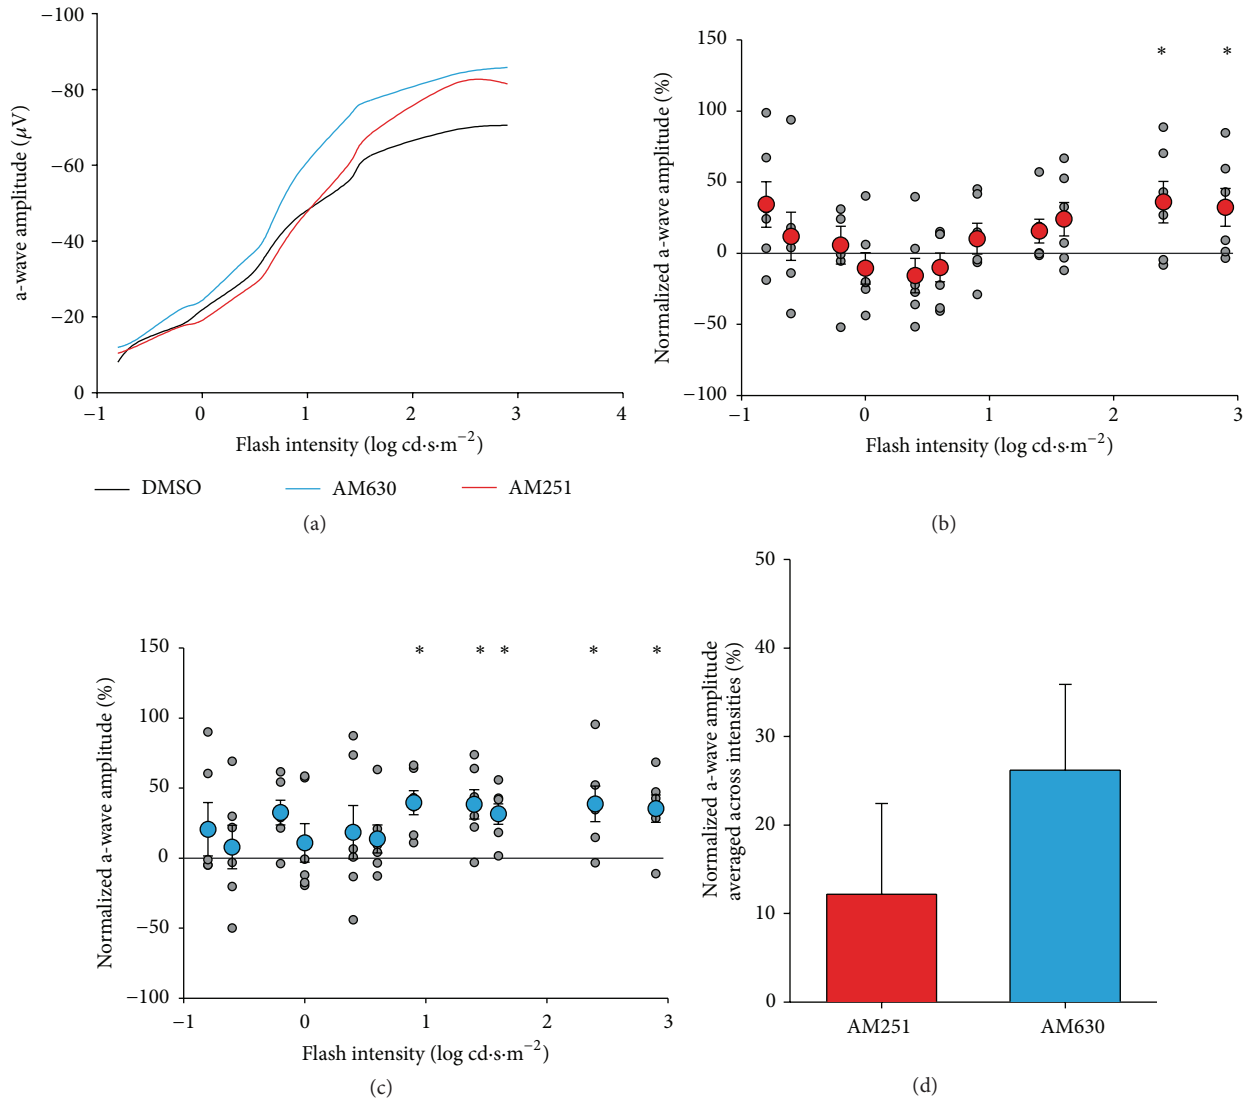 −100
−80
−60
−40
−20
0
a-wave amplitude (μV)
−1 0 1 2 3 4
Flash intensity (log cd·s·m−2)
DMSO AM630 AM251
(a)
150
100
50
0
−50
−100
Normalized a-wave amplitude (%)
* *
−1 0 1 2 3
Flash intensity (log cd·s·m−2)
(b)
150
100
50
0
−50
−100
Normalized a-wave amplitude (%)
* * * * *
−1 0 1 2 3
Flash intensity (log cd·s·m−2)
(c)
50
40
30
20
10
0
Normalized a-wave amplitude
averaged across intensities (%)
AM251 AM630
(d)